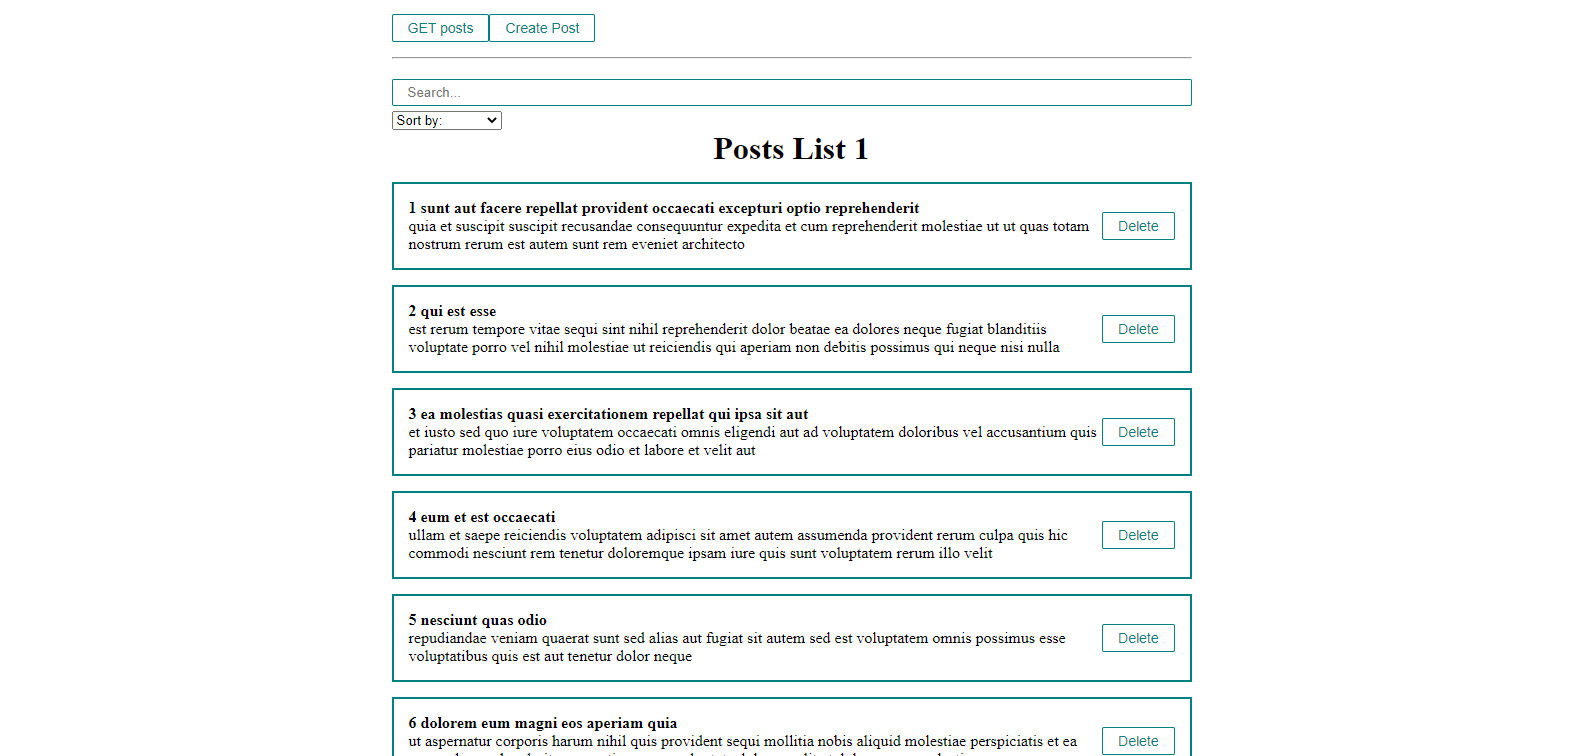 GET posts Create Post
Search...
Sort by:
Posts List 1
1 sunt aut facere repellat provident occaecati excepturi optio reprehenderit
quia et suscipit suscipit recusandae consequuntur expedita et cum reprehenderit molestiae ut ut quas totam
nostrum rerum est autem sunt rem eveniet architecto
Delete
2 qui est esse
est rerum tempore vitae sequi sint nihil reprehenderit dolor beatae ea dolores neque fugiat blanditiis
voluptate porro vel nihil molestiae ut reiciendis qui aperiam non debitis possimus qui neque nisi nulla
Delete
3 ea molestias quasi exercitationem repellat qui ipsa sit aut
et iusto sed quo iure voluptatem occaecati omnis eligendi aut ad voluptatem doloribus vel accusantium quis
pariatur molestiae porro eius odio et labore et velit aut
Delete
4 eum et est occaecati
ullam et saepe reiciendis voluptatem adipisci sit amet autem assumenda provident rerum culpa quis hic
commodi nesciunt rem tenetur doloremque ipsam iure quis sunt voluptatem rerum illo velit
Delete
5 nesciunt quas odio
repudiandae veniam quaerat sunt sed alias aut fugiat sit autem sed est voluptatem omnis possimus esse
voluptatibus quis est aut tenetur dolor neque
Delete
6 dolorem eum magni eos aperiam quia
ut aspernatur corporis harum nihil quis provident sequi mollitia nobis aliquid molestiae perspiciatis et ea
Delete